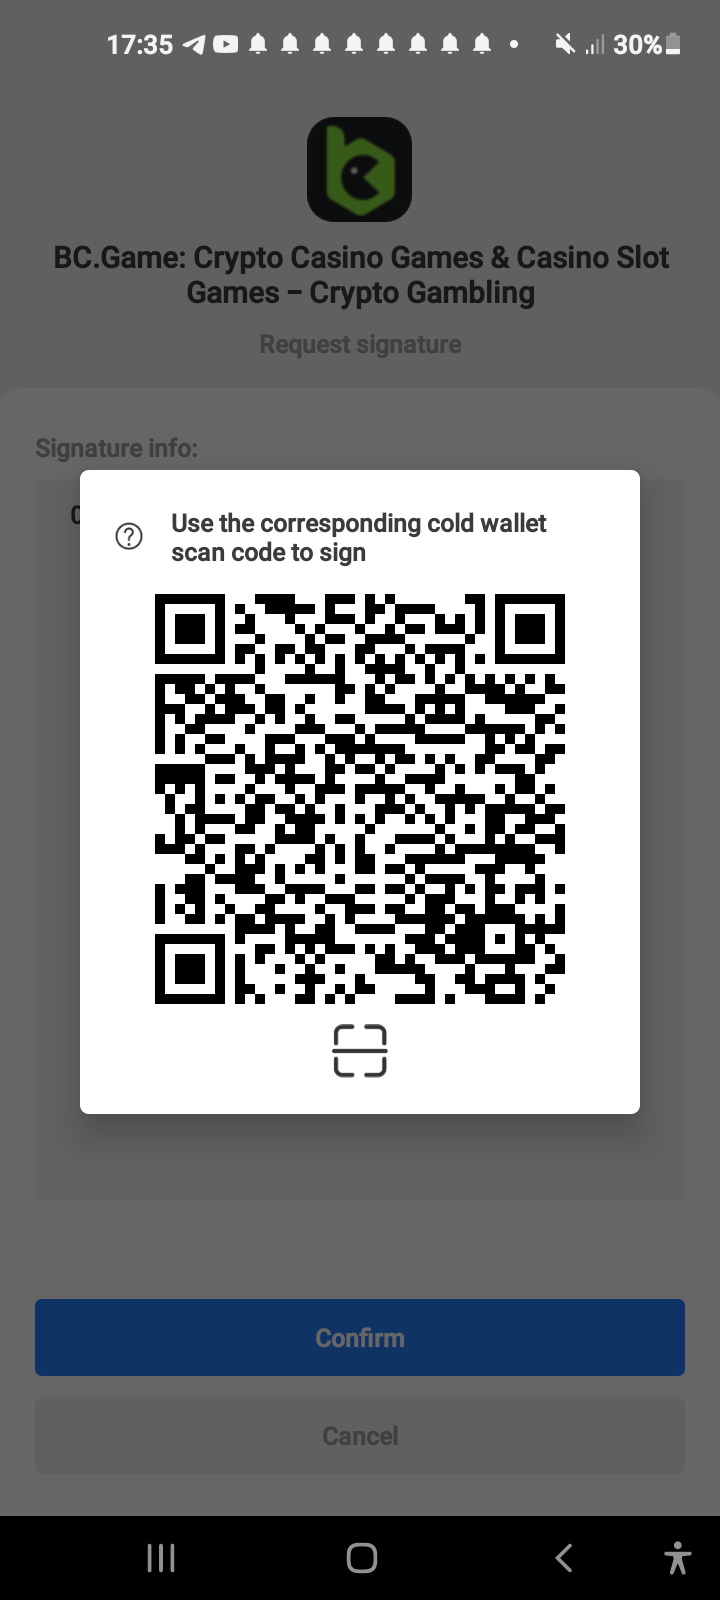 17:35
30%
BC.Game: Crypto Casino Games & Casino Slot
Games – Crypto Gambling
Request signature
Signature info:
Use the corresponding cold wallet
scan code to sign
Confirm
Cancel